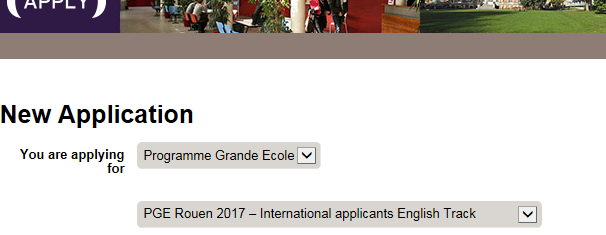 APPLY
New Application
You are applying for
Programme Grande Ecole
PGE Rouen 2017 – International applicants English Track